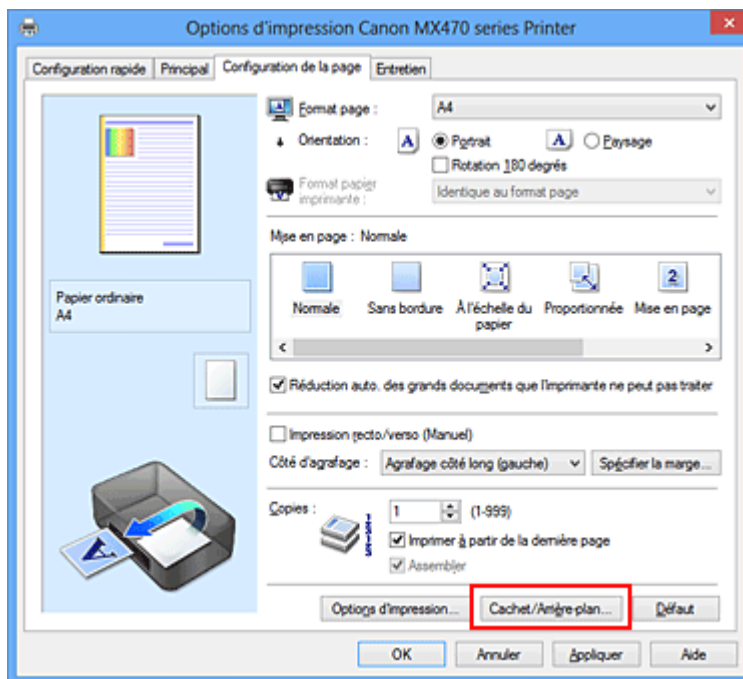 Options d'impression Canon MX470 series Printer
Configuration rapide Principal Configuration de la page Entretien
Format page : A4
Orientation : A Portrait A Paysage
Rotation 180 degrés
Format papier imprimante : Identique au format page
Mise en page : Normale
2
Normale Sans bordure À l'échelle du papier Proportionnée Mise en page
Papier ordinaire
A4
Réduction auto. des grands documents que l'imprimante ne peut pas traiter
Impression recto/verso (Manuel)
Côté d'agrafage : Agrafage côté long (gauche) Spécifier la marge...
Copies : 1 (1-999)
Imprimer à partir de la dernière page
Assembler
A
Options d'impression... Cachet/Arrière-plan... Défaut
OK Annuler Appliquer Aide